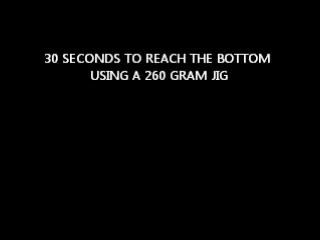 30 SECONDS TO REACH THE BOTTOM
USING A 260 GRAM JIG